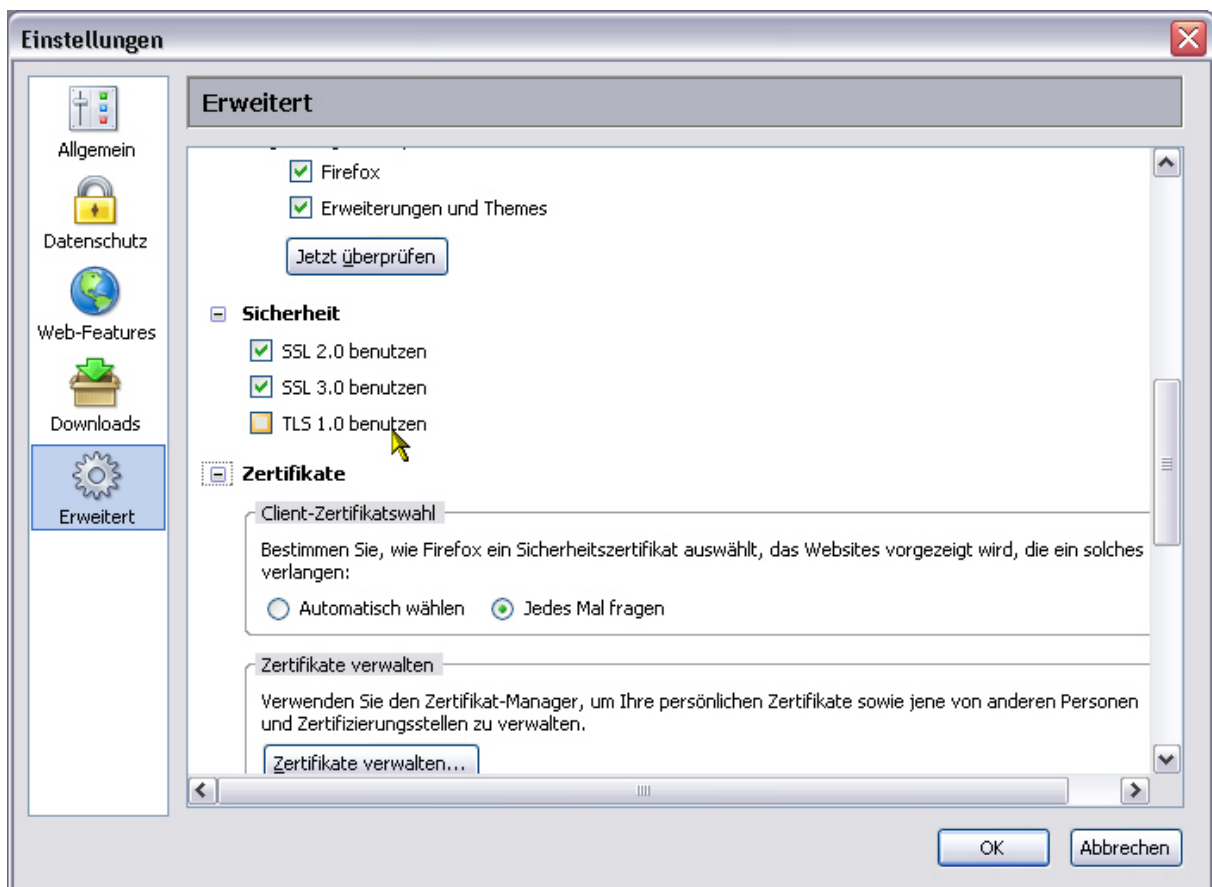 Einstellungen
Allgemein
Datenschutz
Web-Features
Downloads
Erweitert
Erweitert
Firefox
Erweiterungen und Themes
Jetzt überprüfen
Sicherheit
SSL 2.0 benutzen
SSL 3.0 benutzen
TLS 1.0 benutzen
Zertifikate
Client-Zertifikatswahl
Bestimmen Sie, wie Firefox ein Sicherheitszertifikat auswählt, das Websites vorgezeigt wird, die ein solches
verlangen:
Automatisch wählen Jedes Mal fragen
Zertifikate verwalten
Verwenden Sie den Zertifikat-Manager, um Ihre persönlichen Zertifikate sowie jene von anderen Personen
und Zertifizierungsstellen zu verwalten.
Zertifikate verwalten...
OK Abbrechen